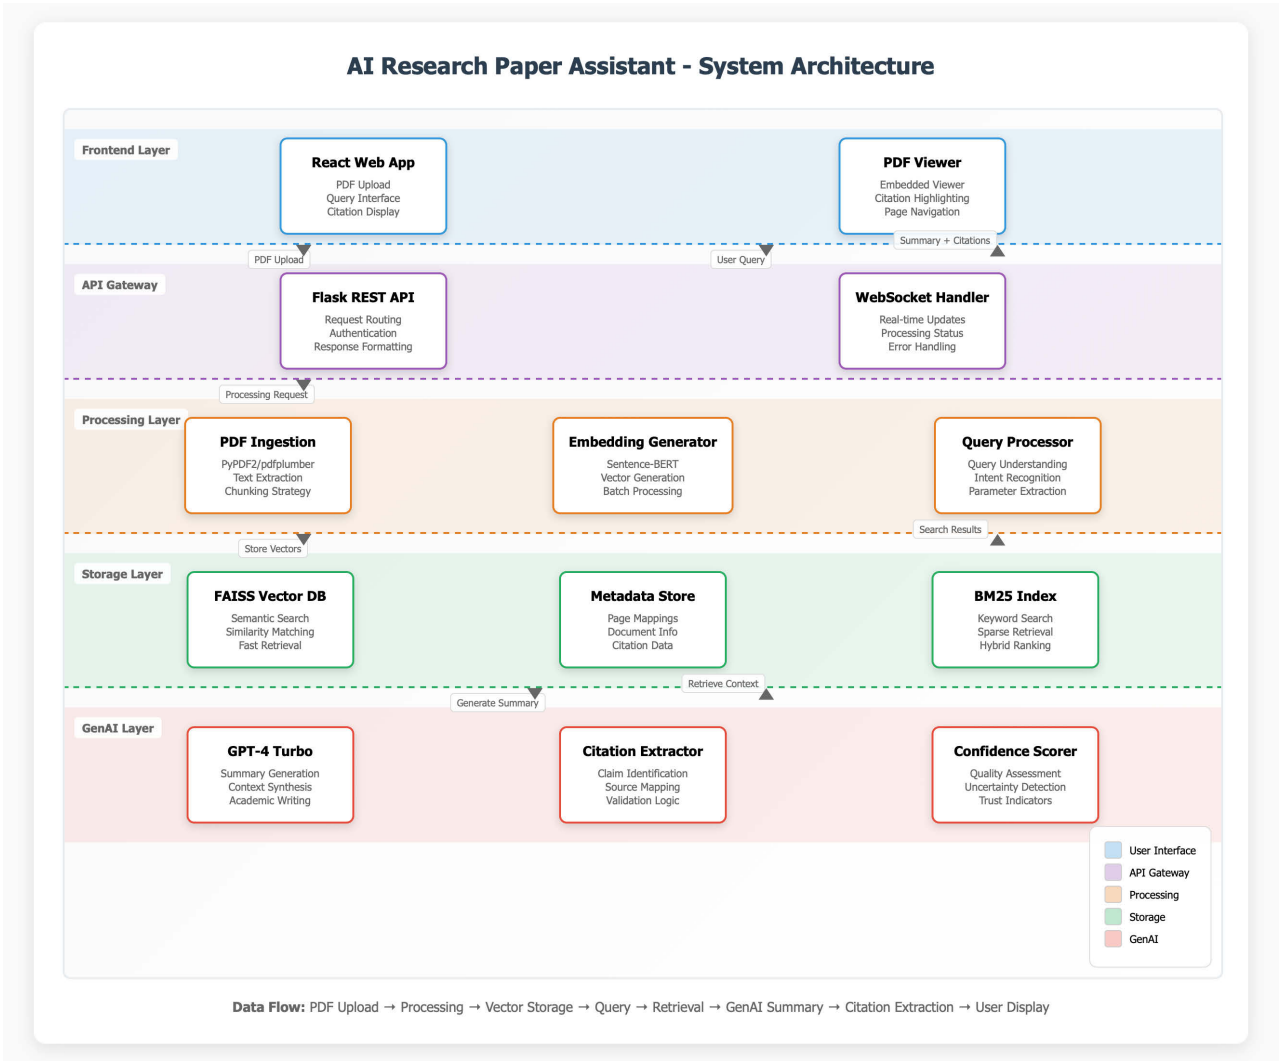 AI Research Paper Assistant - System Architecture
Frontend Layer
React Web App
PDF Upload
Query Interface
Citation Display
PDF Viewer
Embedded Viewer
Citation Highlighting
Page Navigation
PDF Upload
User Query
Summary + Citations
API Gateway
Flask REST API
Request Routing
Authentication
Response Formatting
WebSocket Handler
Real-time Updates
Processing Status
Error Handling
Processing Request
Processing Layer
PDF Ingestion
PyPDF2/pdfplumber
Text Extraction
Chunking Strategy
Embedding Generator
Sentence-BERT
Vector Generation
Batch Processing
Query Processor
Query Understanding
Intent Recognition
Parameter Extraction
Store Vectors
Search Results
Storage Layer
FAISS Vector DB
Semantic Search
Similarity Matching
Fast Retrieval
Metadata Store
Page Mappings
Document Info
Citation Data
BM25 Index
Keyword Search
Sparse Retrieval
Hybrid Ranking
Generate Summary
Retrieve Context
GenAI Layer
GPT-4 Turbo
Summary Generation
Context Synthesis
Academic Writing
Citation Extractor
Claim Identification
Source Mapping
Validation Logic
Confidence Scorer
Quality Assessment
Uncertainty Detection
Trust Indicators
User Interface
API Gateway
Processing
Storage
GenAI
Data Flow: PDF Upload → Processing → Vector Storage → Query → Retrieval → GenAI Summary → Citation Extraction → User Display